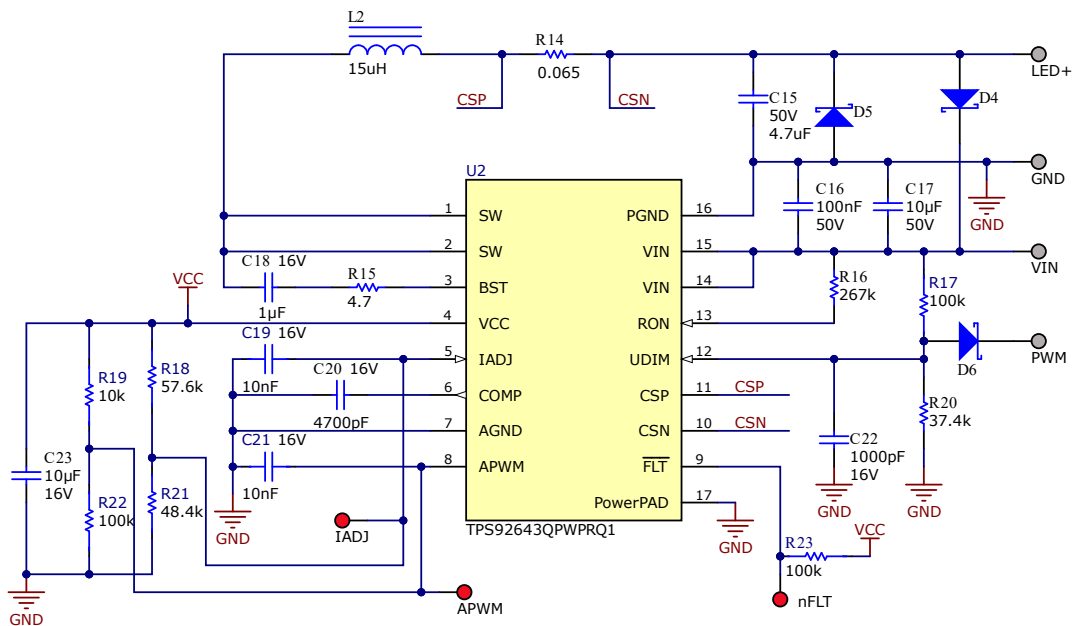 L2
15uH
R14
0.065
LED+
CSP
CSN
C15
50V
4.7uF
D5
D4
U2
GND
C16
100nF
50V
C17
10µF
50V
GND
1 SW
PGND 16
2 SW
VIN 15
VIN
C18 16V
1µF
R15
4.7
3 BST
VIN 14
R16
267k
R17
100k
VCC
4 VCC
RON 13
C19 16V
10nF
5 IADJ
UDIM 12
PWM
D6
R19
10k
R18
57.6k
C20 16V
4700pF
6 COMP
CSP 11
CSP
R20
37.4k
7 AGND
CSN 10
CSN
C21 16V
10nF
8 APWM
FLT 9
C22
1000pF
16V
C23
10µF
16V
R22
100k
R21
48.4k
PowerPAD 17
GND
GND
GND
GND
TPS92643QPWPRQ1
IADJ
R23
100k
VCC
GND
APWM
nFLT